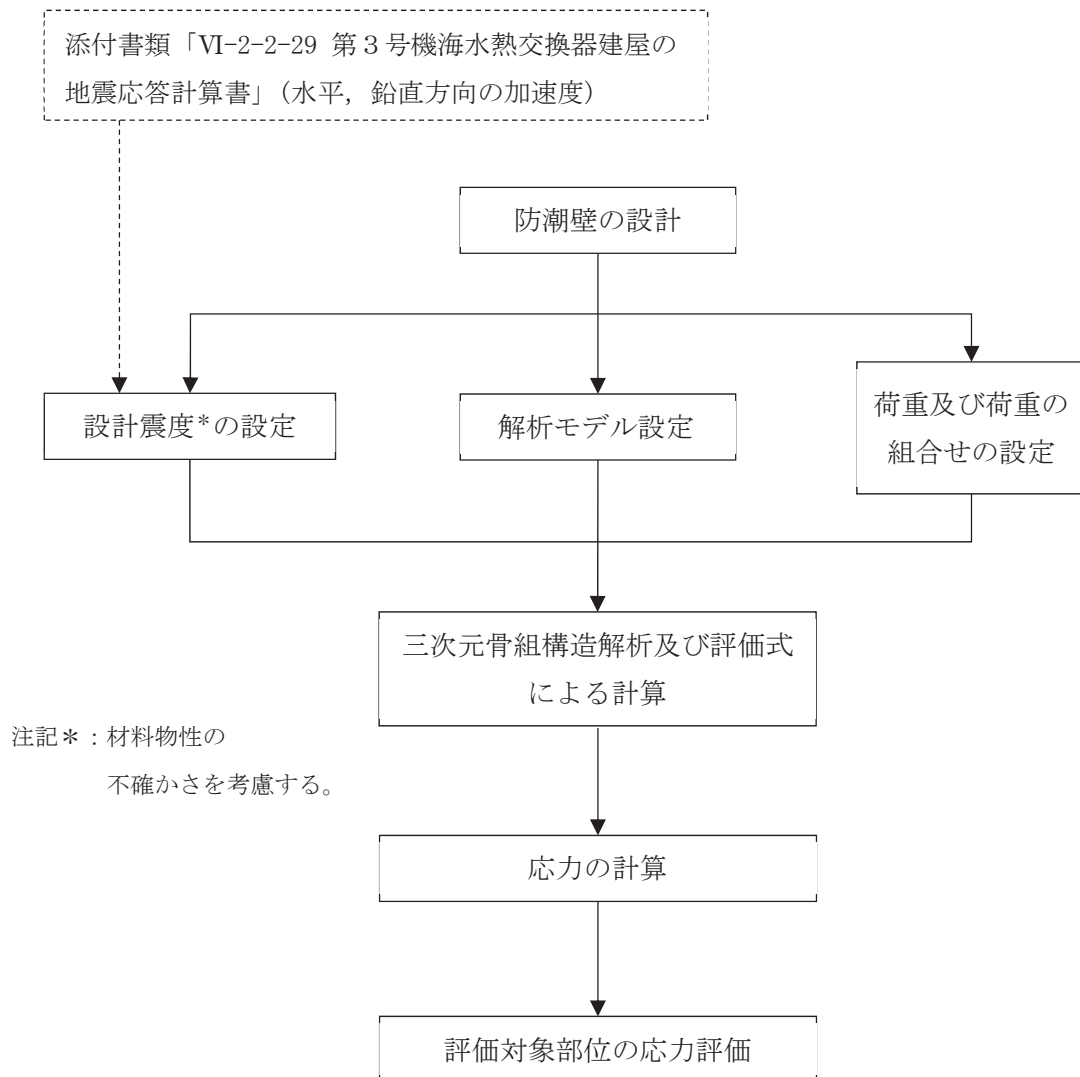 添付書類「Ⅵ-2-2-29 第3号機海水熱交換器建屋の
地震応答計算書」(水平，鉛直方向の加速度)
防潮壁の設計
設計震度*の設定
解析モデル設定
荷重及び荷重の
組合せの設定
三次元骨組構造解析及び評価式
による計算
注記＊：材料物性の
不確かさを考慮する。
応力の計算
評価対象部位の応力評価